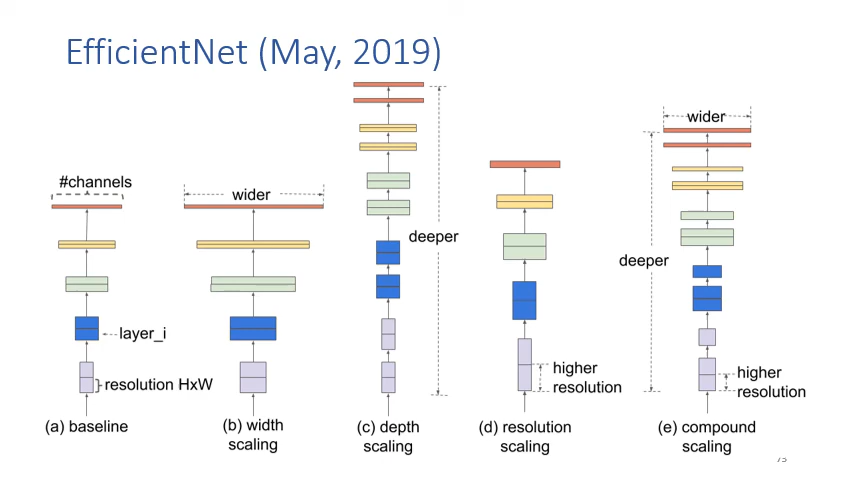 EfficientNet (May, 2019)
#channels
layer_i
resolution HxW
(a) baseline
wider
(b) width
scaling
deeper
(c) depth
scaling
higher
resolution
(d) resolution
scaling
wider
deeper
higher
resolution
(e) compound
scaling